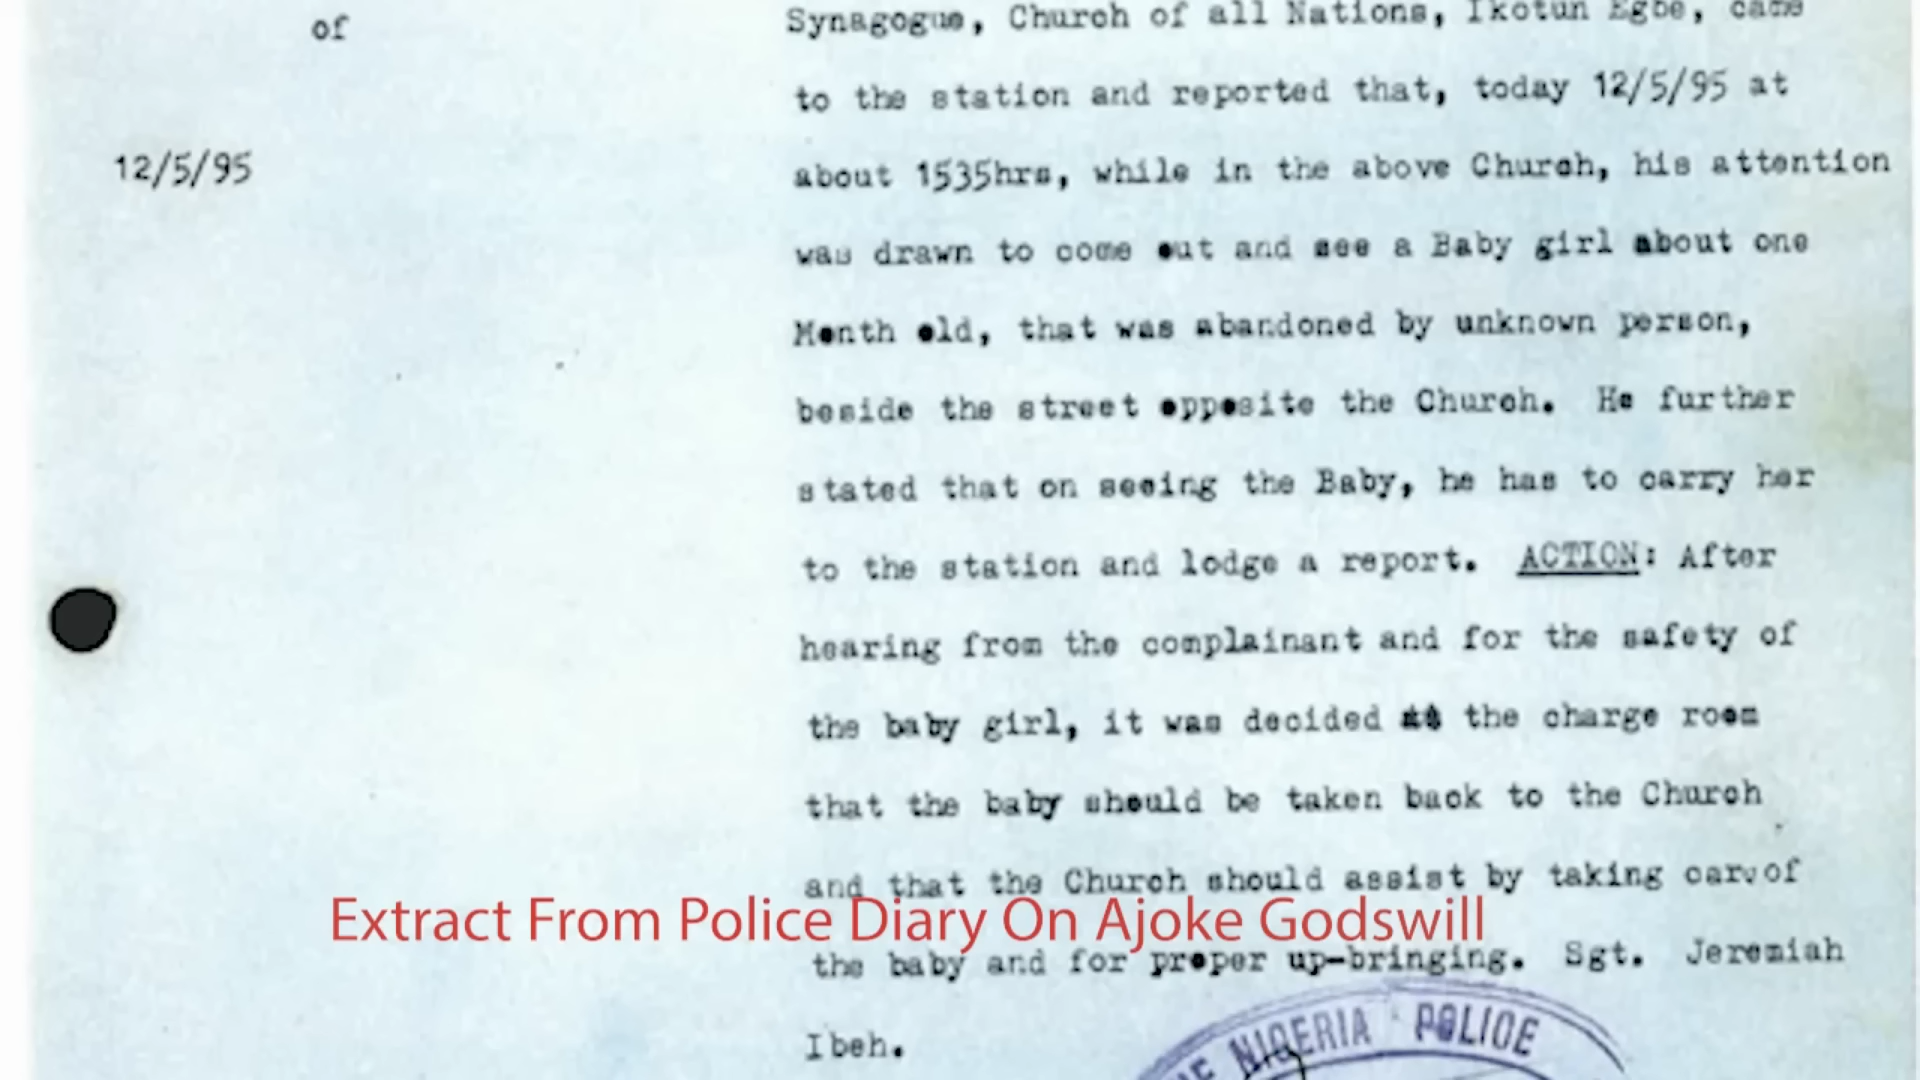 of
Synagogue, Church of all Nations, Ikotun Egbe, came
to the station and reported that, today 12/5/95 at
12/5/95
about 1535hrs, while in the above Church, his attention
was drawn to come out and see a Baby girl about one
Month old, that was abandoned by unknown person,
beside the street opposite the Church. He further
stated that on seeing the Baby, he has to carry her
to the station and lodge a report. ACTION: After
hearing from the complainant and for the safety of
the baby girl, it was decided at the charge room
that the baby should be taken back to the Church
and that the Church should assist by taking care of
Extract From Police Diary On Ajoke Godswill
the baby and for proper up-bringing. Sgt. Jeremiah
Ibeh.
NIGERIA POLICE